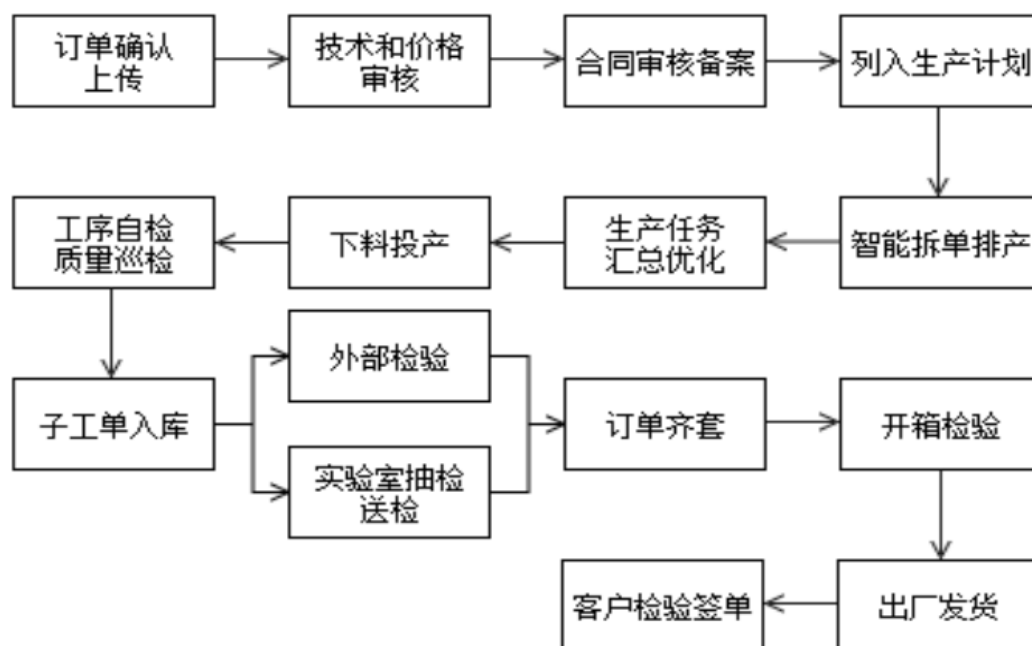 订单确认
上传
技术和价格
审核
合同审核备案
列入生产计划
工序自检
质量巡检
下料投产
生产任务
汇总优化
智能拆单排产
子工单入库
外部检验
实验室抽检
送检
订单齐套
开箱检验
客户检验签单
出厂发货